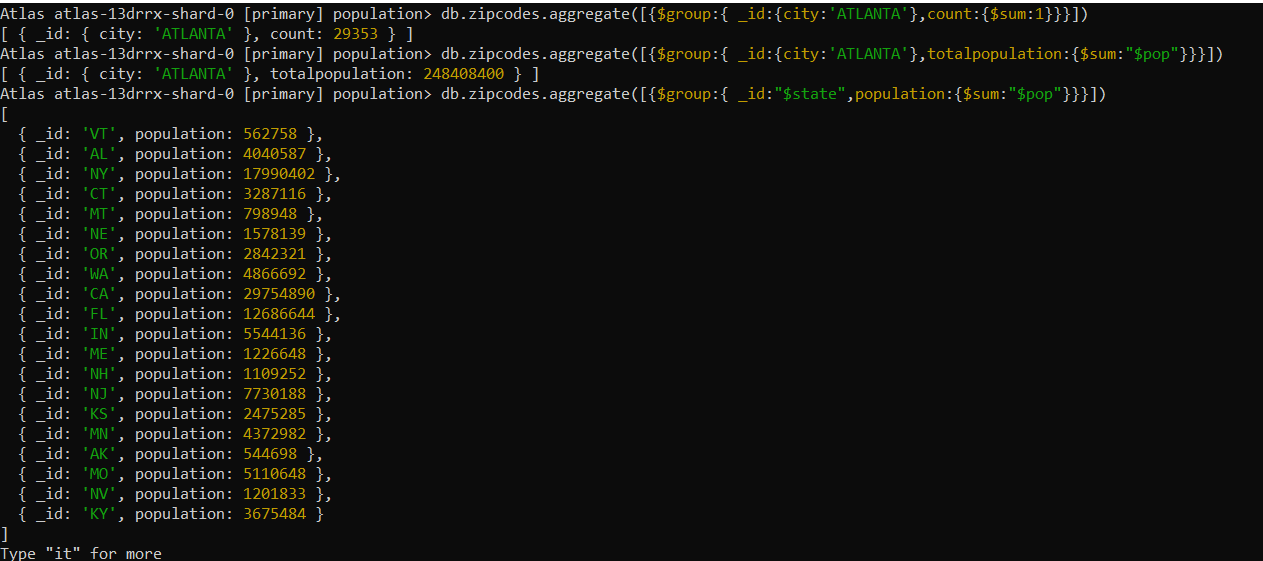 Atlas atlas-13drrx-shard-0 [primary] population> db.zipcodes.aggregate([{$group:{ _id:{city:'ATLANTA'},count:{$sum:1}}}])
[ { _id: { city: 'ATLANTA' }, count: 29353 } ]
Atlas atlas-13drrx-shard-0 [primary] population> db.zipcodes.aggregate([{$group:{ _id:{city:'ATLANTA'},totalpopulation:{$sum:"$pop"}}}])
[ { _id: { city: 'ATLANTA' }, totalpopulation: 248408400 } ]
Atlas atlas-13drrx-shard-0 [primary] population> db.zipcodes.aggregate([{$group:{ _id:"$state",population:{$sum:"$pop"}}}])
[
  { _id: 'VT', population: 562758 },
  { _id: 'AL', population: 4040587 },
  { _id: 'NY', population: 17990402 },
  { _id: 'CT', population: 3287116 },
  { _id: 'MT', population: 798948 },
  { _id: 'NE', population: 1578139 },
  { _id: 'OR', population: 2842321 },
  { _id: 'WA', population: 4866692 },
  { _id: 'CA', population: 29754890 },
  { _id: 'FL', population: 12686644 },
  { _id: 'IN', population: 5544136 },
  { _id: 'ME', population: 1226648 },
  { _id: 'NH', population: 1109252 },
  { _id: 'NJ', population: 7730188 },
  { _id: 'KS', population: 2475285 },
  { _id: 'MN', population: 4372982 },
  { _id: 'AK', population: 544698 },
  { _id: 'MO', population: 5110648 },
  { _id: 'NV', population: 1201833 },
  { _id: 'KY', population: 3675484 }
]
Type "it" for more